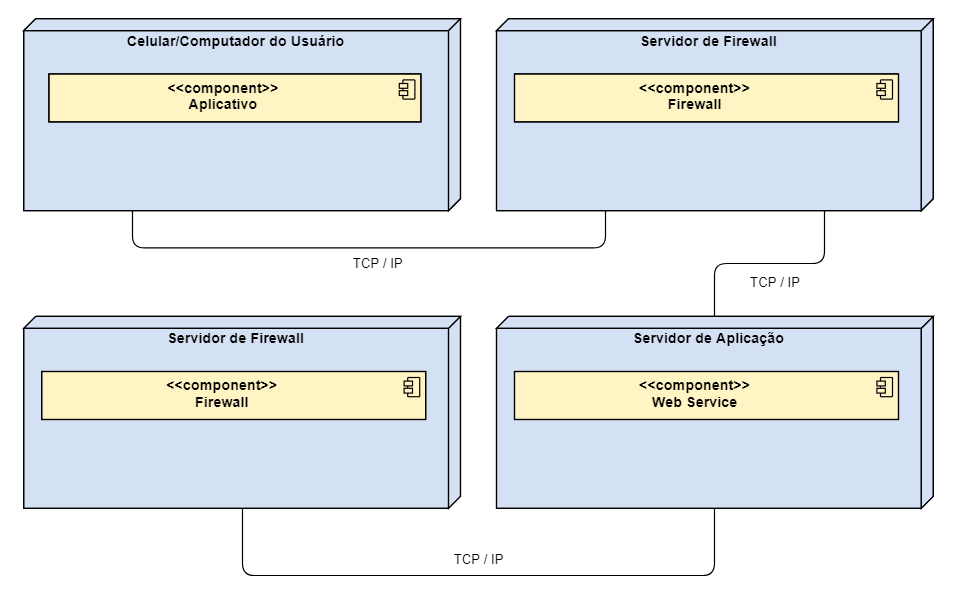 Celular/Computador do Usuário
<<component>>
Aplicativo
Servidor de Firewall
<<component>>
Firewall
TCP / IP
TCP / IP
Servidor de Firewall
<<component>>
Firewall
Servidor de Aplicação
<<component>>
Web Service
TCP / IP